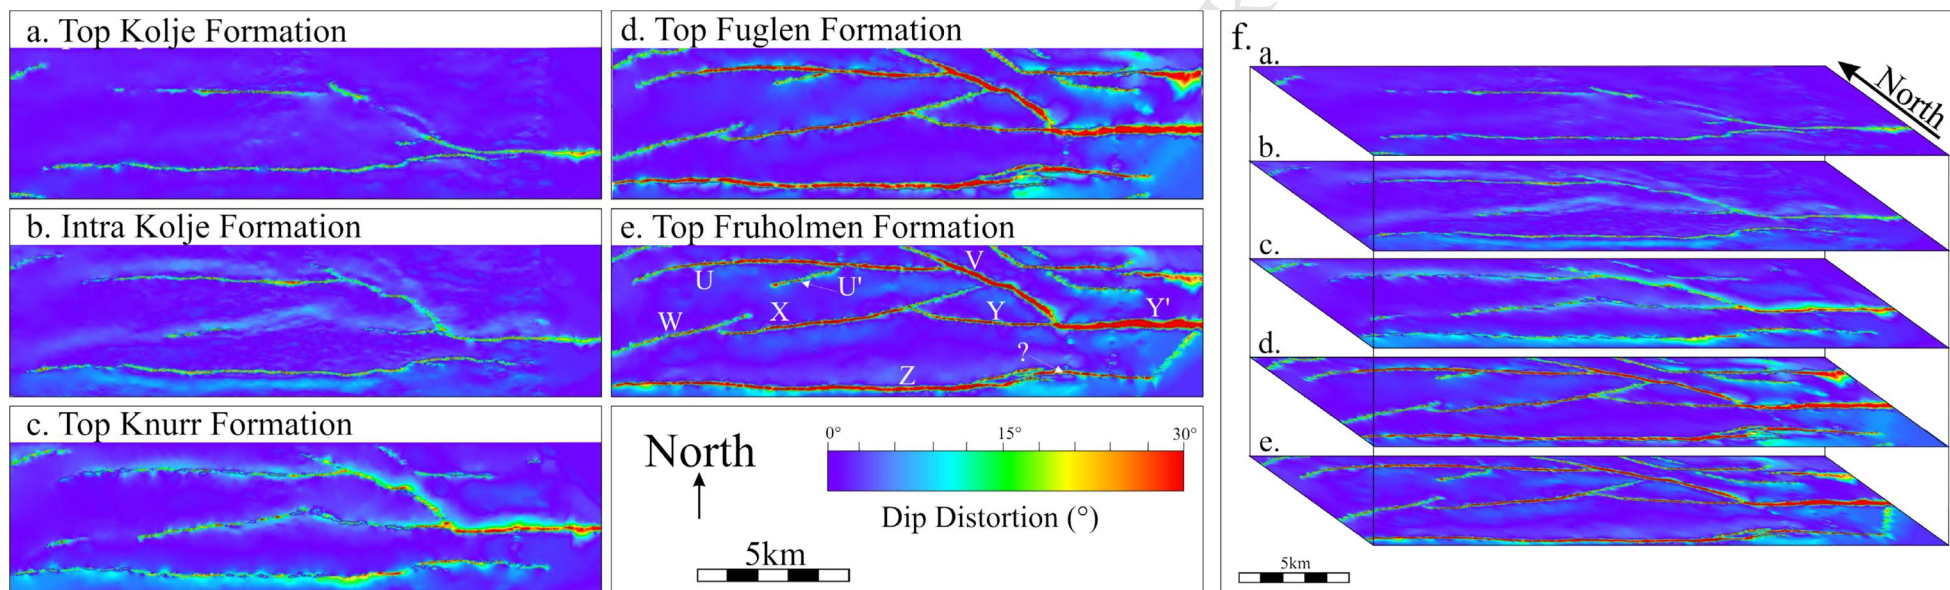 a. Top Kolje Formation
b. Intra Kolje Formation
c. Top Knurr Formation
d. Top Fuglen Formation
e. Top Fruholmen Formation
U
U'
V
W
X
Y
Y'
?
Z
North
0° 15° 30°
Dip Distortion (°)
5km
f.
a.
North
b.
c.
d.
e.
5km